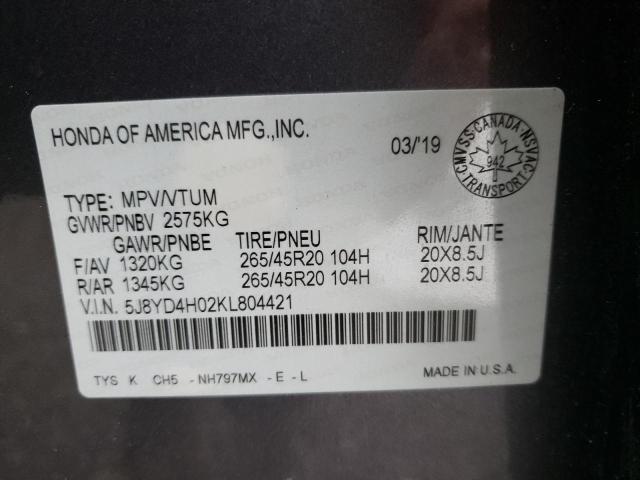 HONDA OF AMERICA MFG.,INC.
03/'19
CMVSS·CANADA·NSVAC
942
TRANSPORT
TYPE: MPV/VTUM
GVWR/PNBV 2575KG
GAWR/PNBE TIRE/PNEU RIM/JANTE
F/AV 1320KG 265/45R20 104H 20X8.5J
R/AR 1345KG 265/45R20 104H 20X8.5J
V.I.N. 5J8YD4H02KL804421
TYS K CH5 -NH797MX -E-L MADE IN U.S.A.